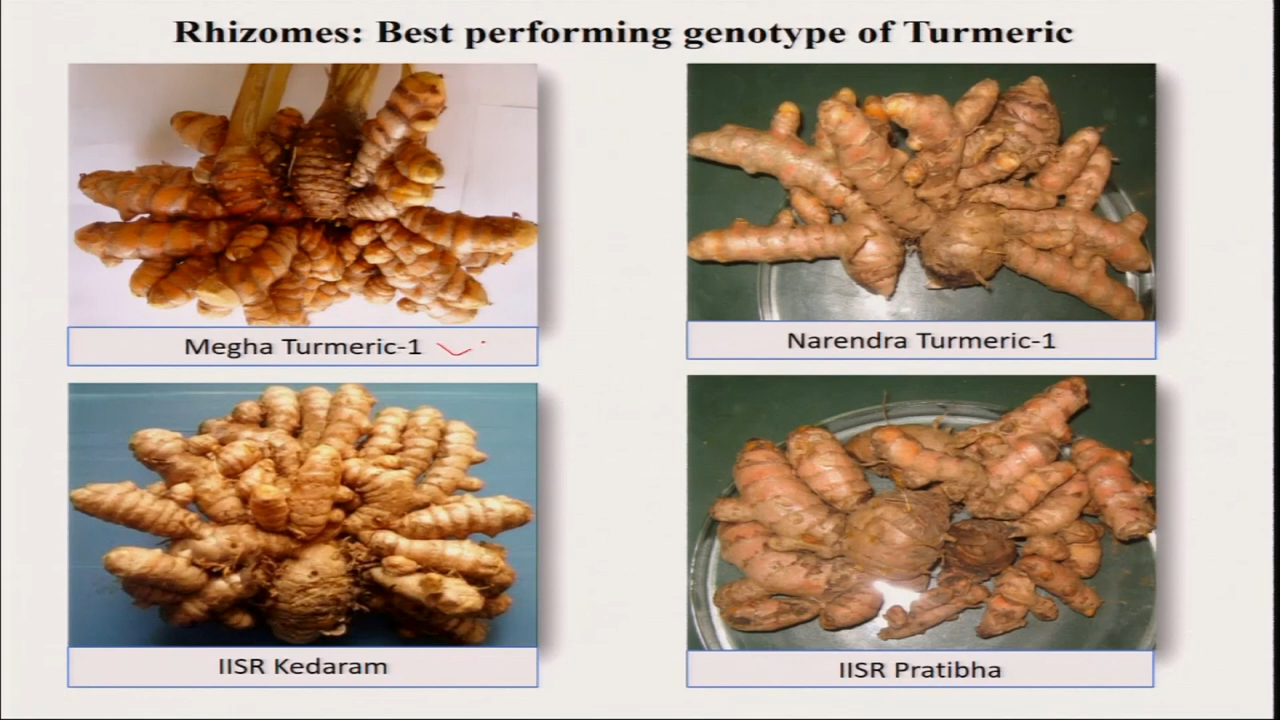 Rhizomes: Best performing genotype of Turmeric
Megha Turmeric-1
Narendra Turmeric-1
IISR Kedaram
IISR Pratibha